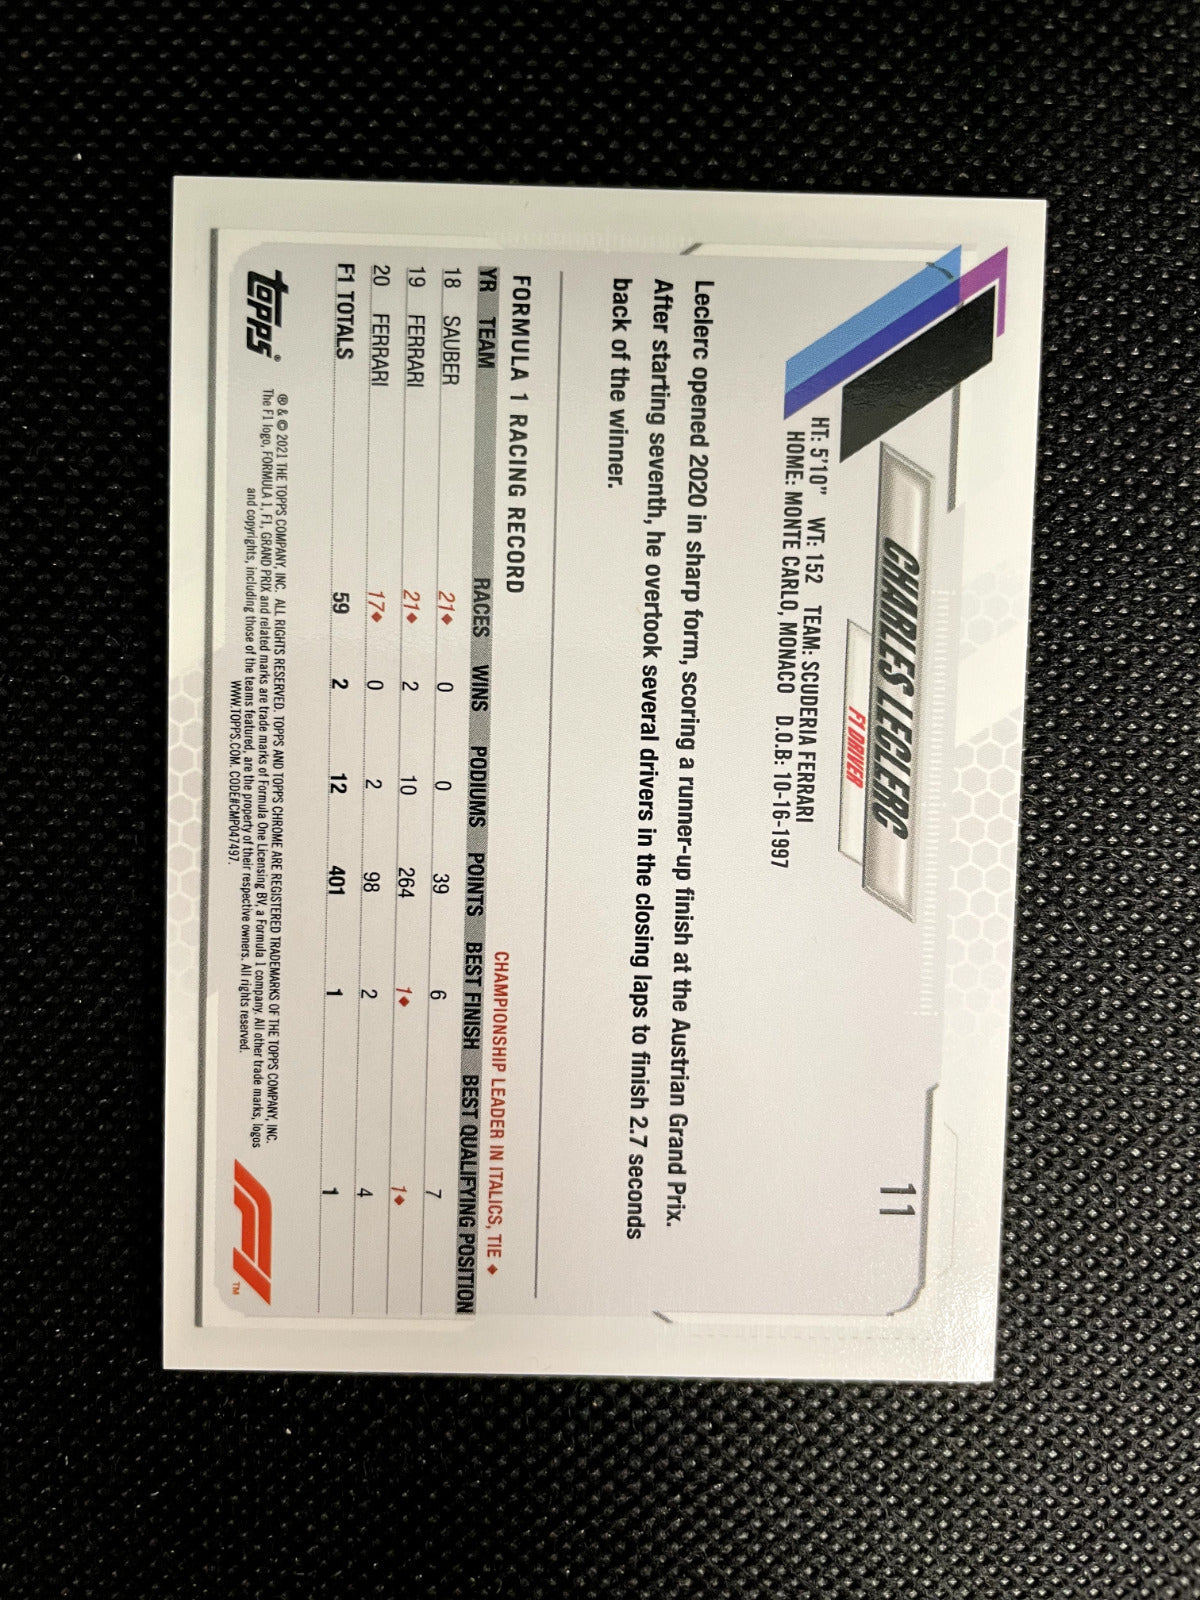 11
CHARLES LECLERC
F1 DRIVER
HT: 5'10" WT: 152 TEAM: SCUDERIA FERRARI
HOME: MONTE CARLO, MONACO D.O.B: 10-16-1997
Leclerc opened 2020 in sharp form, scoring a runner-up finish at the Austrian Grand Prix.
After starting seventh, he overtook several drivers in the closing laps to finish 2.7 seconds
back of the winner.
FORMULA 1 RACING RECORD
CHAMPIONSHIP LEADER IN ITALICS, TIE ♦
YR TEAM RACES WINS PODIUMS POINTS BEST FINISH BEST QUALIFYING POSITION
18 SAUBER 21♦ 0 0 39 6 7
19 FERRARI 21♦ 2 10 264 1♦ 1♦
20 FERRARI 17♦ 0 2 98 2 4
F1 TOTALS 59 2 12 401 1 1
topps®
® & © 2021 THE TOPPS COMPANY, INC. ALL RIGHTS RESERVED. TOPPS AND TOPPS CHROME ARE REGISTERED TRADEMARKS OF THE TOPPS COMPANY, INC.
The F1 logo, FORMULA 1, F1, GRAND PRIX and related marks are trade marks of Formula One Licensing BV, a Formula 1 company. All other trade marks, logos
and copyrights, including those of the teams featured, are the property of their respective owners. All rights reserved.
WWW.TOPPS.COM. CODE#CMP047497.
F1™